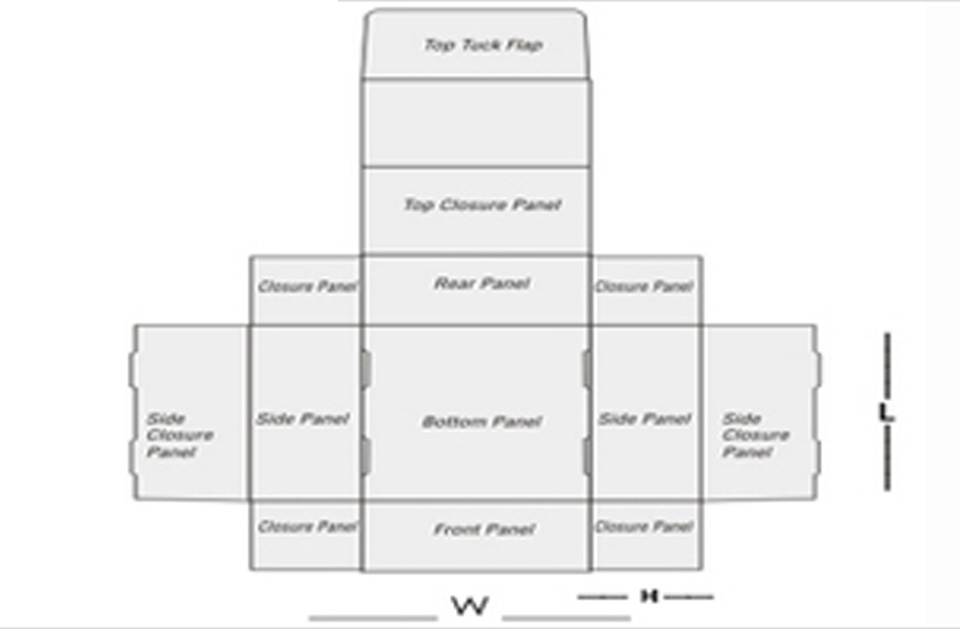 Top Tuck Flap
Top Closure Panel
Closure Panel
Rear Panel
Closure Panel
Side
Closure
Panel
Side Panel
Bottom Panel
Side Panel
Side
Closure
Panel
L
Closure Panel
Front Panel
Closure Panel
W
H